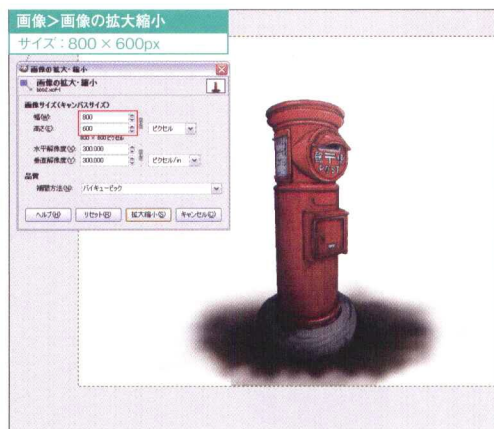 画像>画像の拡大縮小
サイズ：800×600px
画像の拡大・縮小
画像の拡大・縮小
画像サイズ(キャンバスサイズ)
幅(W): 800
高さ(E): 600 ピクセル
800 × 600 ピクセル
水平解像度(X): 300.000
垂直解像度(Y): 300.000 ピクセル/in
品質
補間方法(N): バイキュービック
ヘルプ(H) リセット(R) 拡大縮小(S) キャンセル(C)
POST